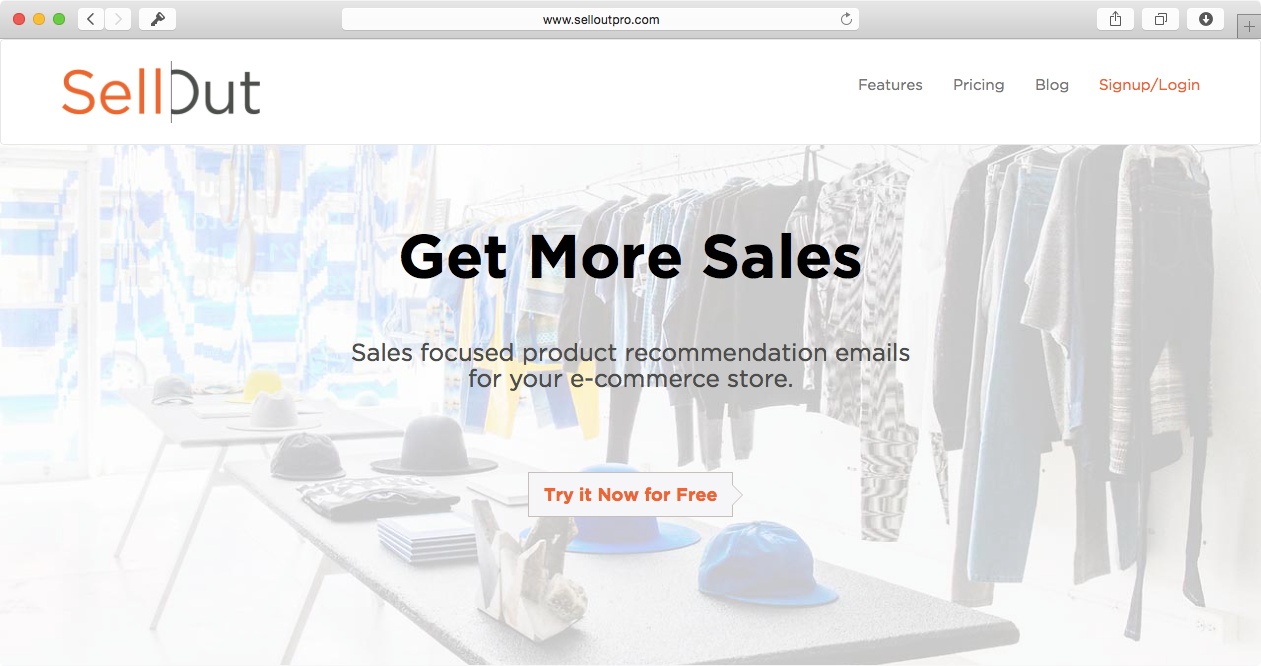 www.selloutpro.com
SellOut
Features Pricing Blog Signup/Login
Get More Sales
Sales focused product recommendation emails
for your e-commerce store.
Try it Now for Free